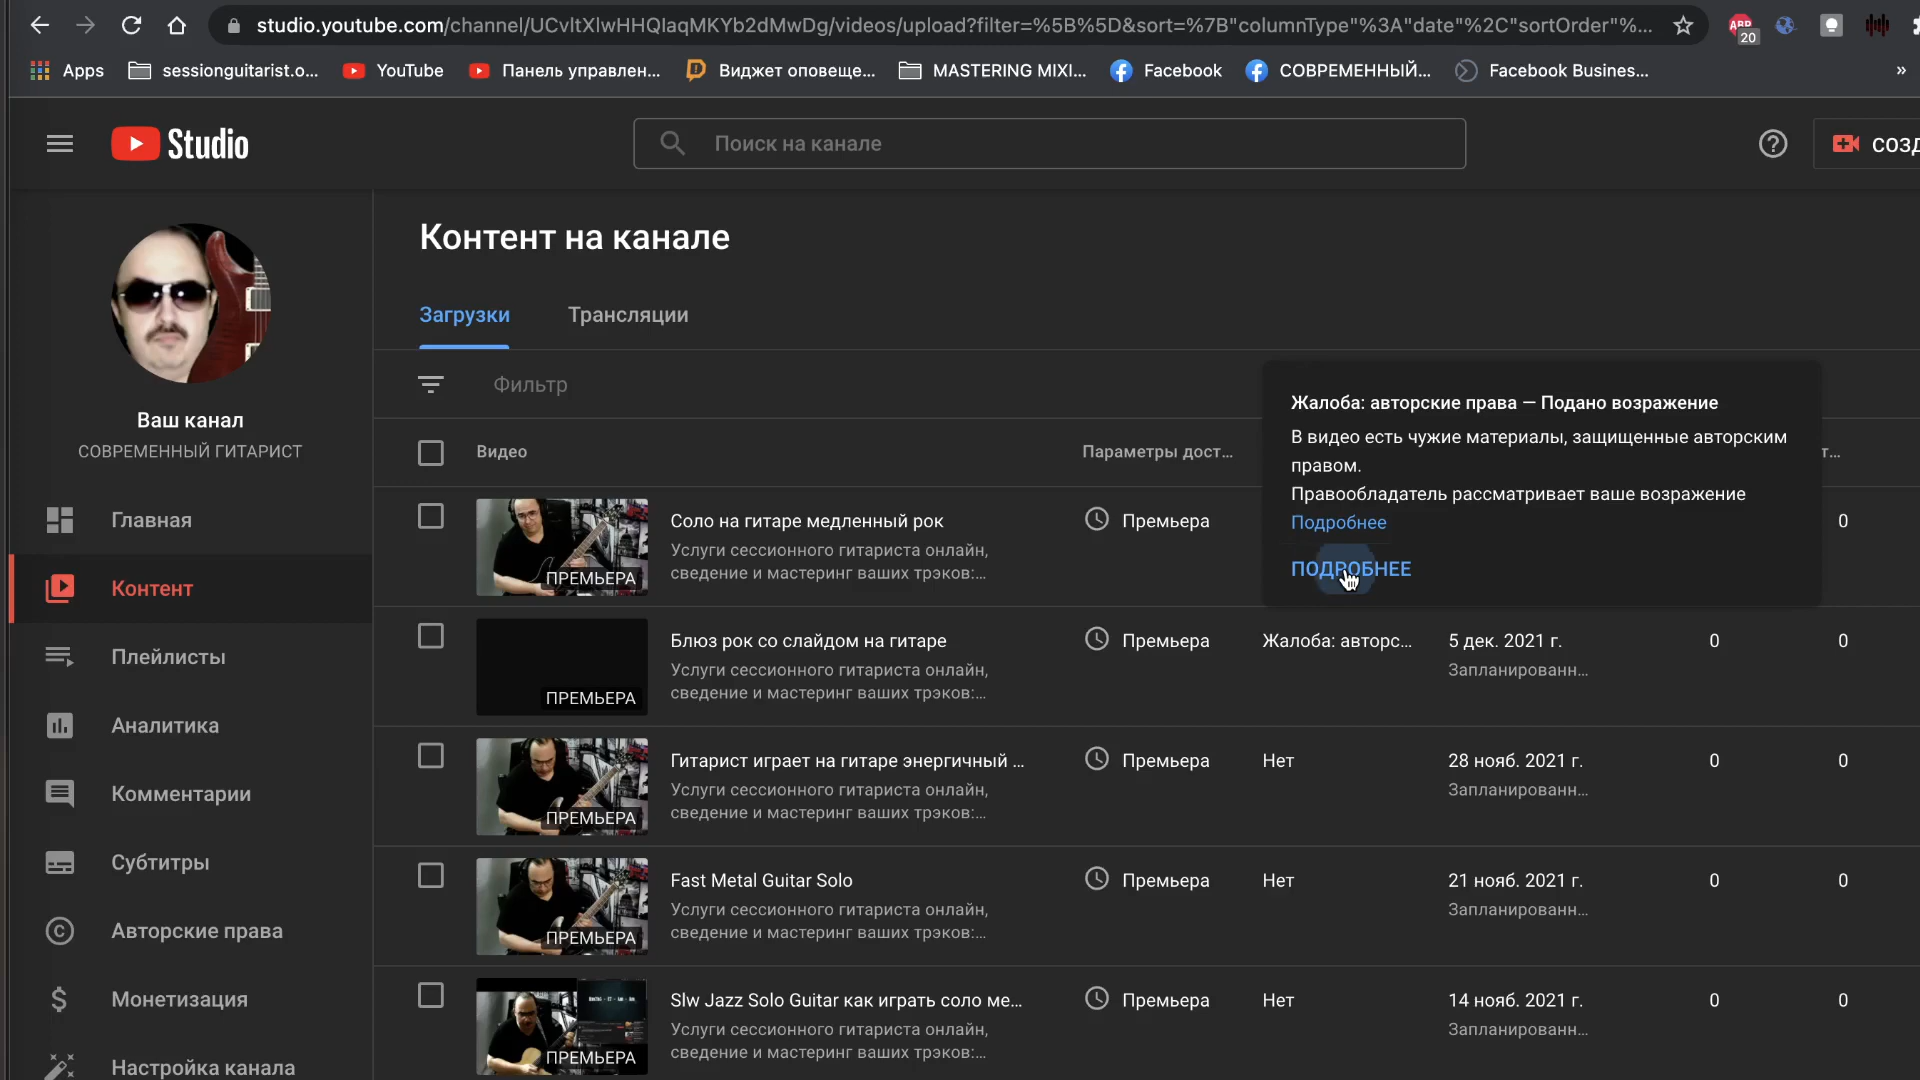 studio.youtube.com/channel/UCvltXlwHHQIaqMKYb2dMwDg/videos/upload?filter=%5B%5D&sort=%7B"columnType"%3A"date"%2C"sortOrder"%...
ABP
20
Apps
sessionguitarist.o...
YouTube
Панель управлен...
Виджет оповеще...
MASTERING MIXI...
Facebook
СОВРЕМЕННЫЙ...
Facebook Busines...
»
Studio
Поиск на канале
СОЗД
Ваш канал
СОВРЕМЕННЫЙ ГИТАРИСТ
Главная
Контент
Плейлисты
Аналитика
Комментарии
Субтитры
Авторские права
Монетизация
Настройка канала
Контент на канале
Загрузки
Трансляции
Фильтр
Видео
Параметры дост...
т...
Жалоба: авторские права — Подано возражение
В видео есть чужие материалы, защищенные авторским
правом.
Правообладатель рассматривает ваше возражение
Подробнее
ПОДРОБНЕЕ
ПРЕМЬЕРА
Соло на гитаре медленный рок
Услуги сессионного гитариста онлайн,
сведение и мастеринг ваших трэков:...
Премьера
0
ПРЕМЬЕРА
Блюз рок со слайдом на гитаре
Услуги сессионного гитариста онлайн,
сведение и мастеринг ваших трэков:...
Премьера
Жалоба: авторс...
5 дек. 2021 г.
Запланированн...
0
0
ПРЕМЬЕРА
Гитарист играет на гитаре энергичный ...
Услуги сессионного гитариста онлайн,
сведение и мастеринг ваших трэков:...
Премьера
Нет
28 нояб. 2021 г.
Запланированн...
0
0
ПРЕМЬЕРА
Fast Metal Guitar Solo
Услуги сессионного гитариста онлайн,
сведение и мастеринг ваших трэков:...
Премьера
Нет
21 нояб. 2021 г.
Запланированн...
0
0
ПРЕМЬЕРА
Slw Jazz Solo Guitar как играть соло ме...
Услуги сессионного гитариста онлайн,
сведение и мастеринг ваших трэков:...
Премьера
Нет
14 нояб. 2021 г.
Запланированн...
0
0